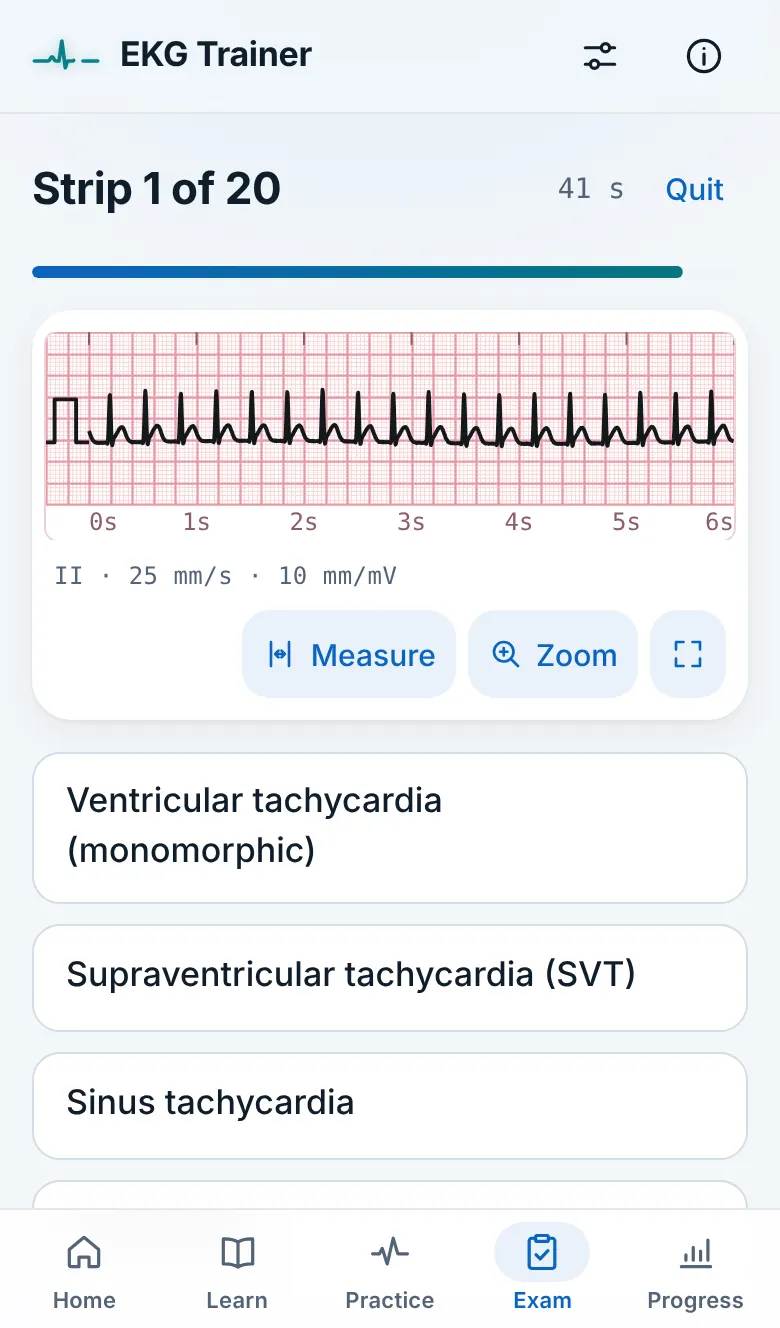 EKG Trainer
Strip 1 of 20
41 s
Quit
0s 1s 2s 3s 4s 5s 6s
II · 25 mm/s · 10 mm/mV
Measure
Zoom
Ventricular tachycardia
(monomorphic)
Supraventricular tachycardia (SVT)
Sinus tachycardia
Home
Learn
Practice
Exam
Progress